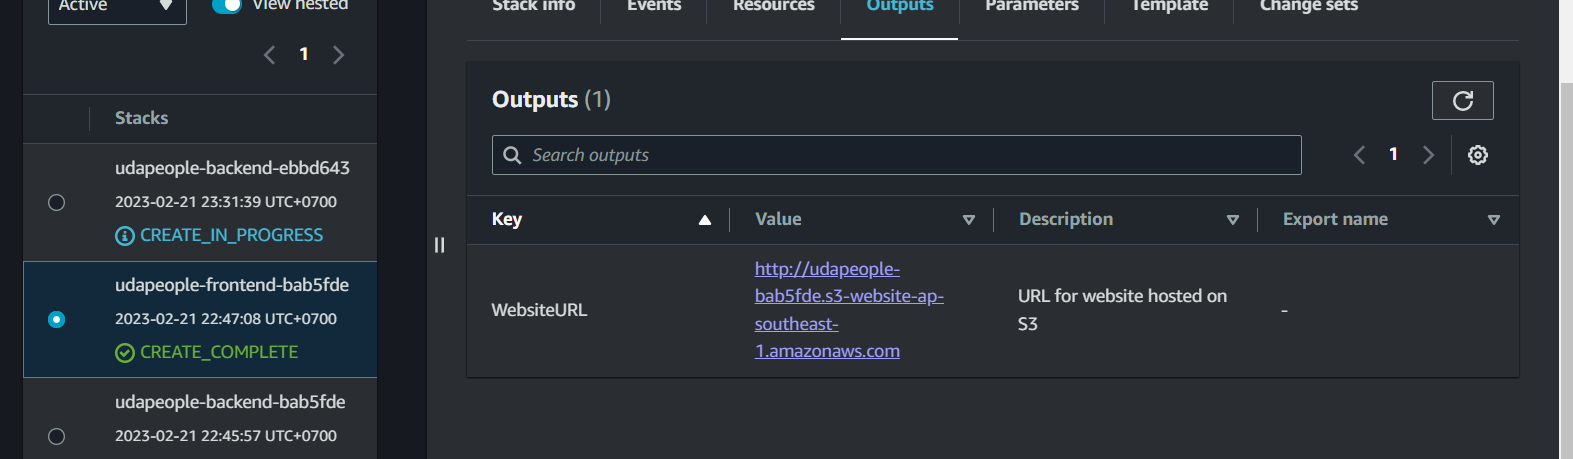 Active
View nested
1
Stacks
udapeople-backend-ebbd643
2023-02-21 23:31:39 UTC+0700
CREATE_IN_PROGRESS
udapeople-frontend-bab5fde
2023-02-21 22:47:08 UTC+0700
CREATE_COMPLETE
udapeople-backend-bab5fde
2023-02-21 22:45:57 UTC+0700
Stack info Events Resources Outputs Parameters Template Change sets
Outputs (1)
Search outputs
1
Key Value Description Export name
WebsiteURL
http://udapeople-
bab5fde.s3-website-ap-
southeast-
1.amazonaws.com
URL for website hosted on
S3
-